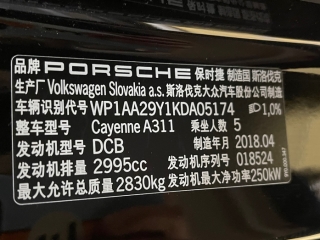 品牌 PORSCHE 保时捷 制造国 斯洛伐克
生产厂 Volkswagen Slovakia a.s. 斯洛伐克大众汽车股份公司制造
车辆识别代号 WP1AA29Y1KDA05174 1,0%
整车型号 Cayenne A311 乘坐人数 5
发动机型号 DCB 制造年月 2018.04
发动机排量 2995cc 发动机序列号 018524
最大允许总质量 2830kg 发动机最大净功率 250kW